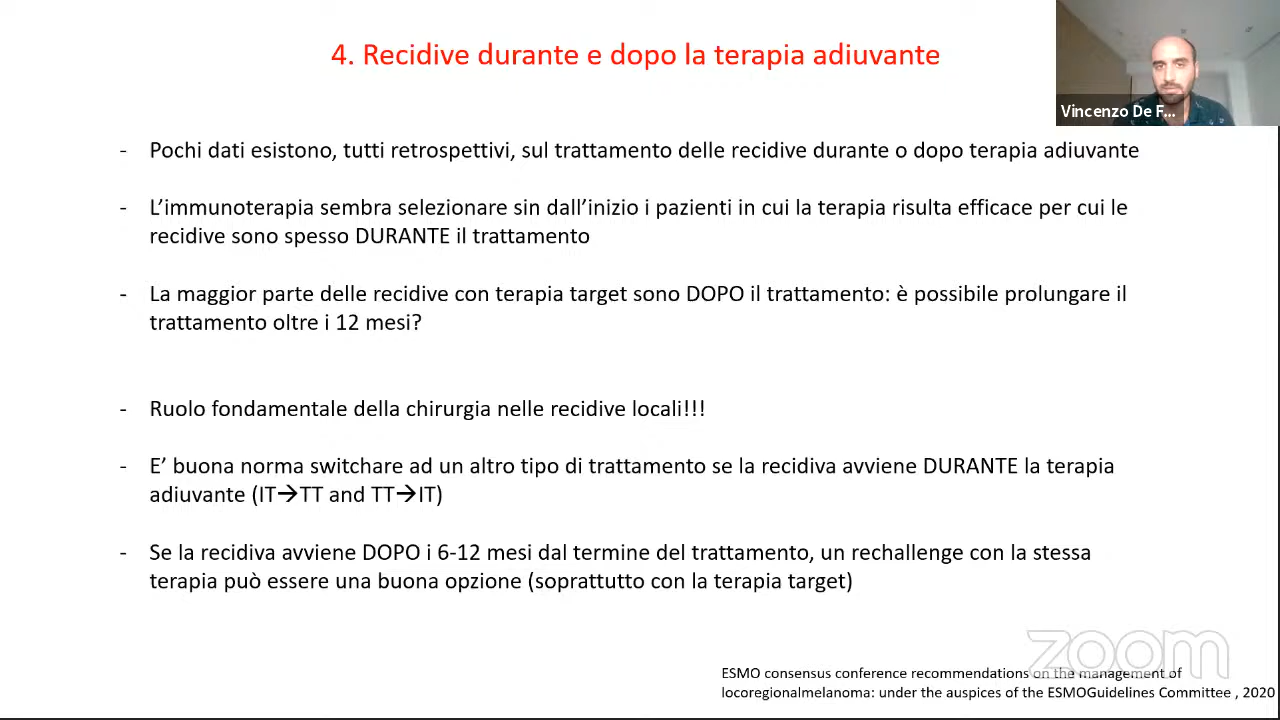 4. Recidive durante e dopo la terapia adiuvante
Vincenzo De F...
- Pochi dati esistono, tutti retrospettivi, sul trattamento delle recidive durante o dopo terapia adiuvante
- L’immunoterapia sembra selezionare sin dall’inizio i pazienti in cui la terapia risulta efficace per cui le
recidive sono spesso DURANTE il trattamento
- La maggior parte delle recidive con terapia target sono DOPO il trattamento: è possibile prolungare il
trattamento oltre i 12 mesi?
- Ruolo fondamentale della chirurgia nelle recidive locali!!!
- E’ buona norma switchare ad un altro tipo di trattamento se la recidiva avviene DURANTE la terapia
adiuvante (IT→TT and TT→IT)
- Se la recidiva avviene DOPO i 6-12 mesi dal termine del trattamento, un rechallenge con la stessa
terapia può essere una buona opzione (soprattutto con la terapia target)
zoom
ESMO consensus conference recommendations on the management of
locoregionalmelanoma: under the auspices of the ESMOGuidelines Committee , 2020